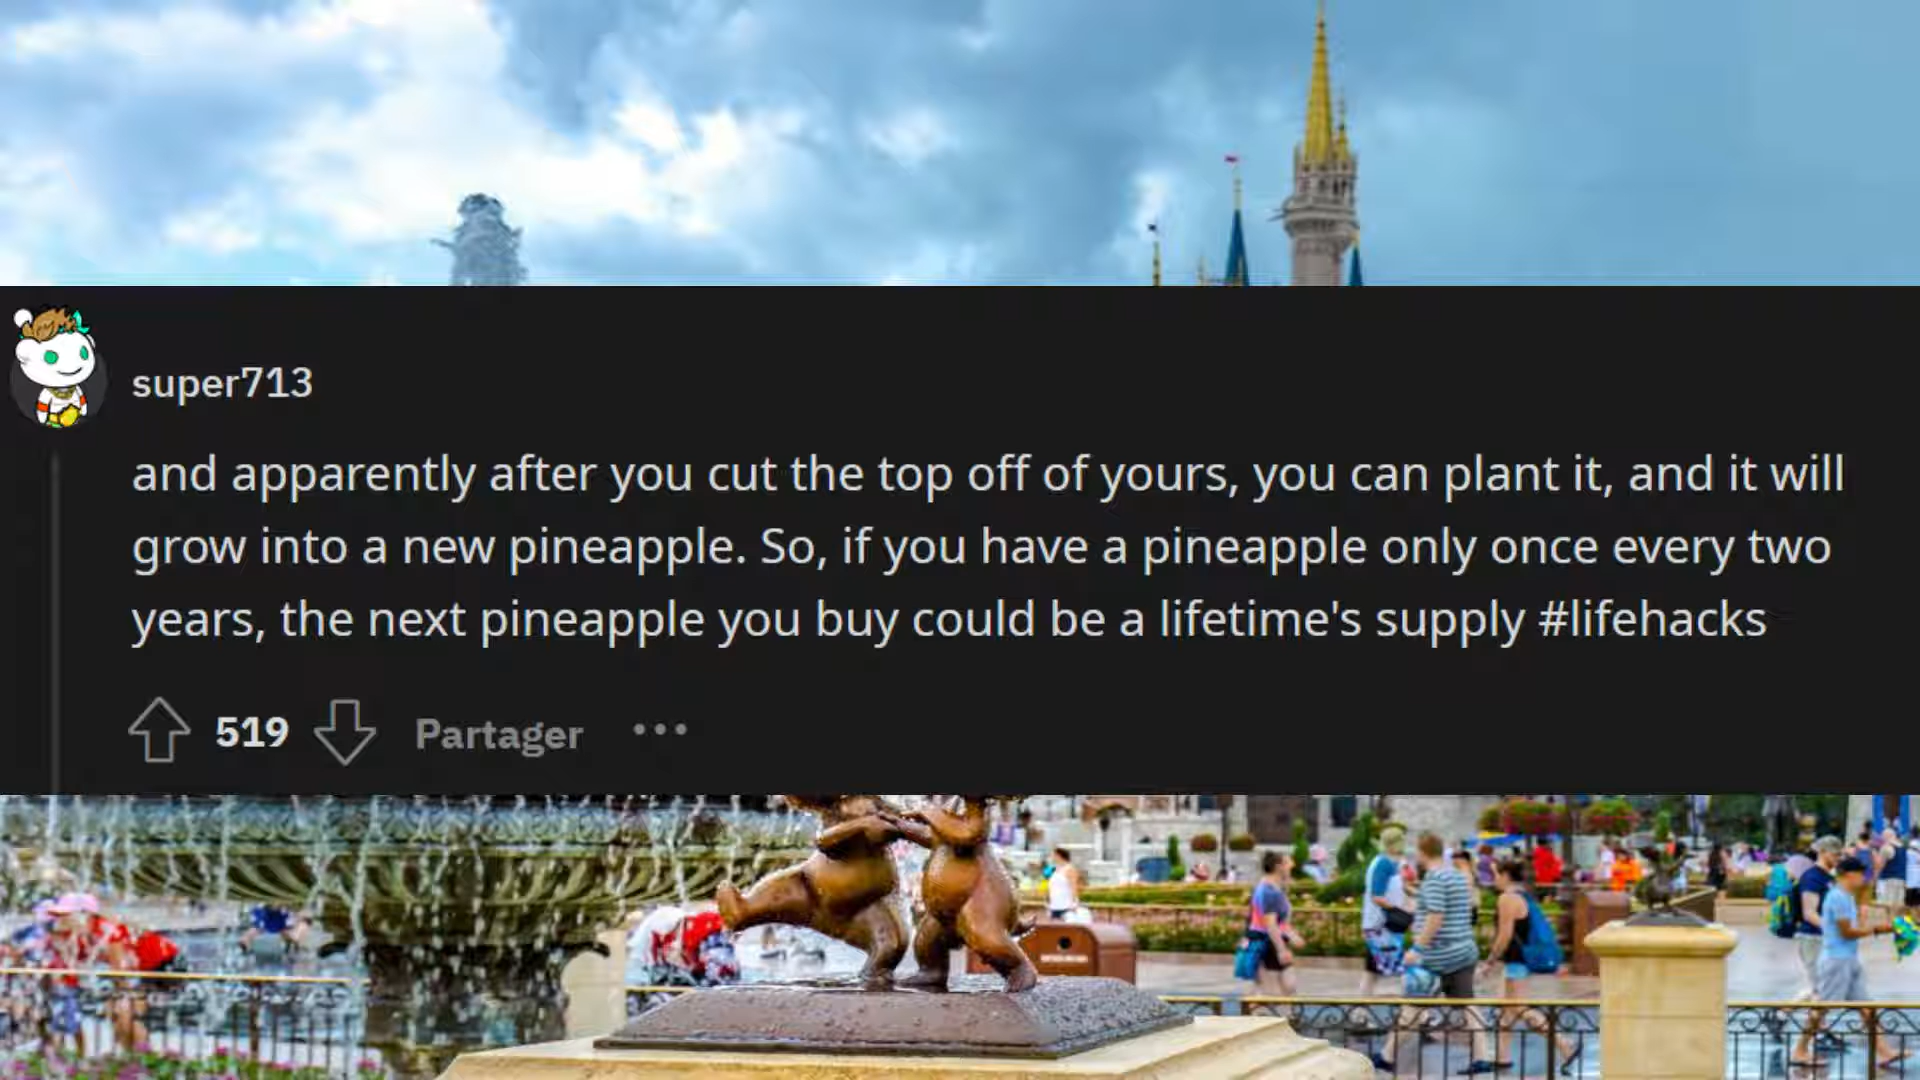 super713
and apparently after you cut the top off of yours, you can plant it, and it will
grow into a new pineapple. So, if you have a pineapple only once every two
years, the next pineapple you buy could be a lifetime's supply #lifehacks
519 Partager